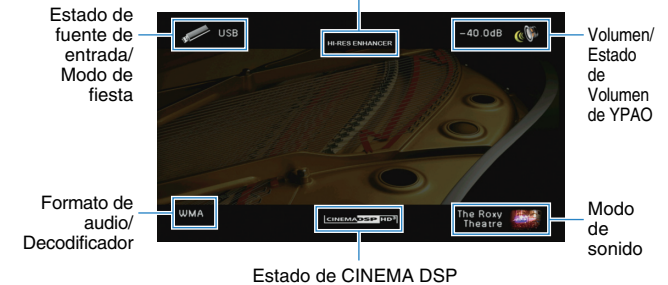 Estado de
fuente de
entrada/
Modo de
fiesta
USB
HI-RES ENHANCER
-40.0dB
Volumen/
Estado
de
Volumen
de YPAO
Formato de
audio/
Decodificador
WMA
CINEMA DSP HD³
The Roxy
Theatre
Modo
de
sonido
Estado de CINEMA DSP